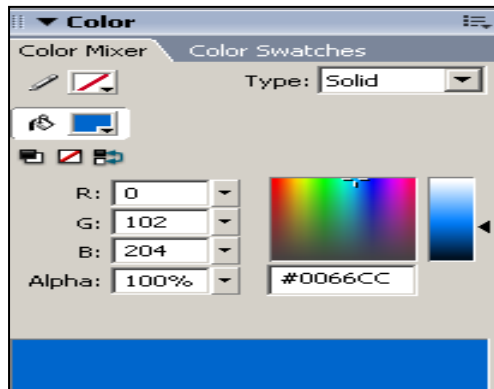 Color
Color Mixer Color Swatches
Type: Solid
R: 0
G: 102
B: 204
Alpha: 100% #0066CC